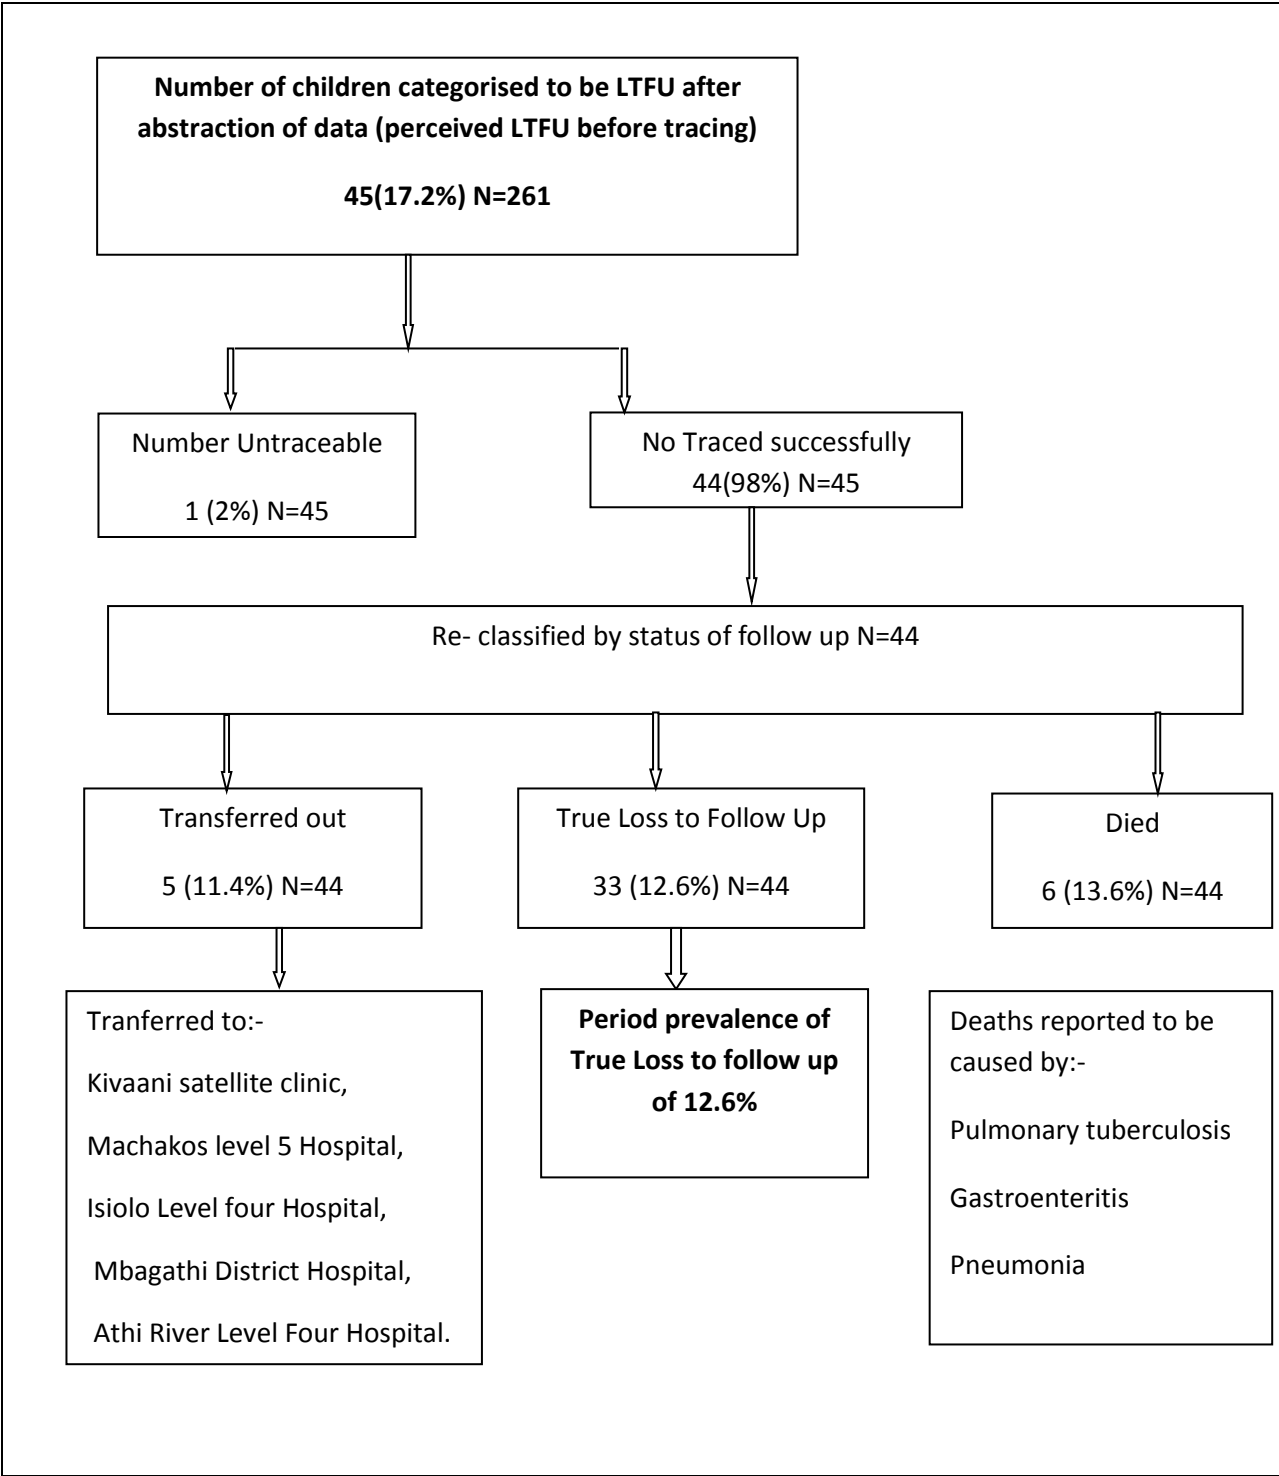 Number of children categorised to be LTFU after
abstraction of data (perceived LTFU before tracing)
45(17.2%) N=261
Number Untraceable
1 (2%) N=45
No Traced successfully
44(98%) N=45
Re- classified by status of follow up N=44
Transferred out
5 (11.4%) N=44
True Loss to Follow Up
33 (12.6%) N=44
Died
6 (13.6%) N=44
Tranferred to:-
Kivaani satellite clinic,
Machakos level 5 Hospital,
Isiolo Level four Hospital,
Mbagathi District Hospital,
Athi River Level Four Hospital.
Period prevalence of
True Loss to follow up
of 12.6%
Deaths reported to be
caused by:-
Pulmonary tuberculosis
Gastroenteritis
Pneumonia